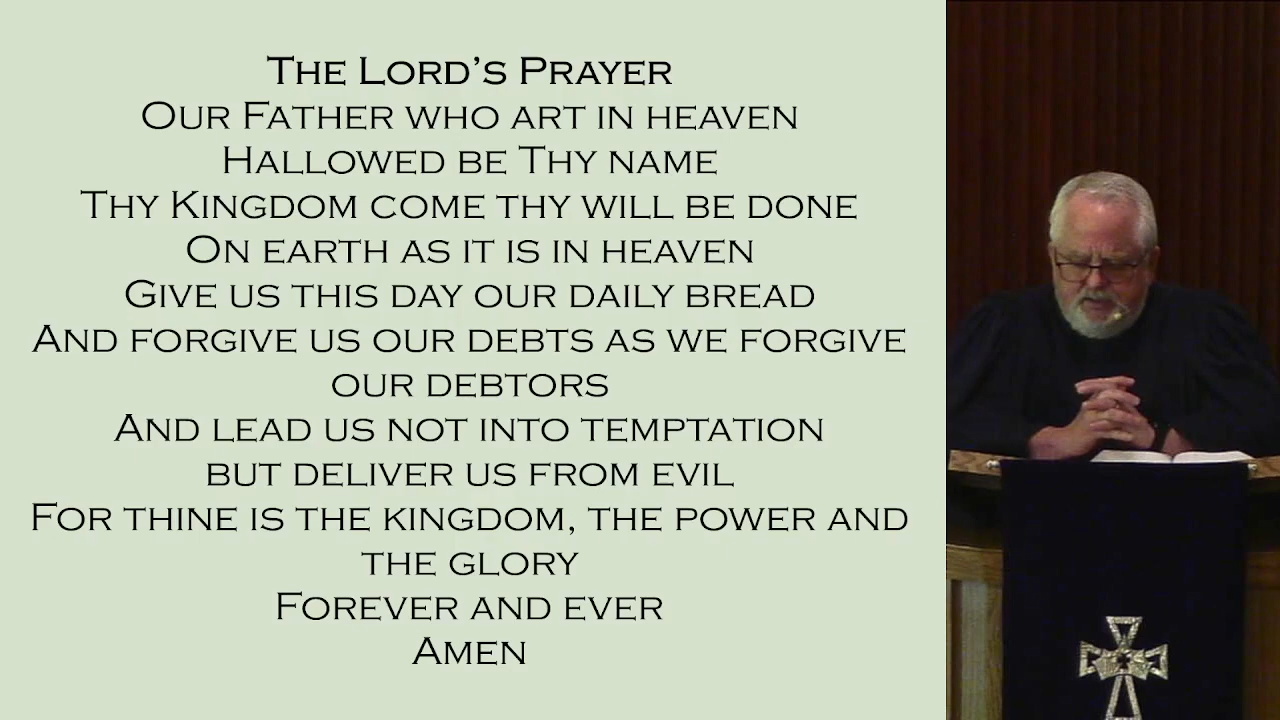 The Lord's Prayer
Our Father who art in heaven
Hallowed be Thy name
Thy Kingdom come thy will be done
On earth as it is in heaven
Give us this day our daily bread
And forgive us our debts as we forgive
our debtors
And lead us not into temptation
but deliver us from evil
For thine is the kingdom, the power and
the glory
Forever and ever
Amen